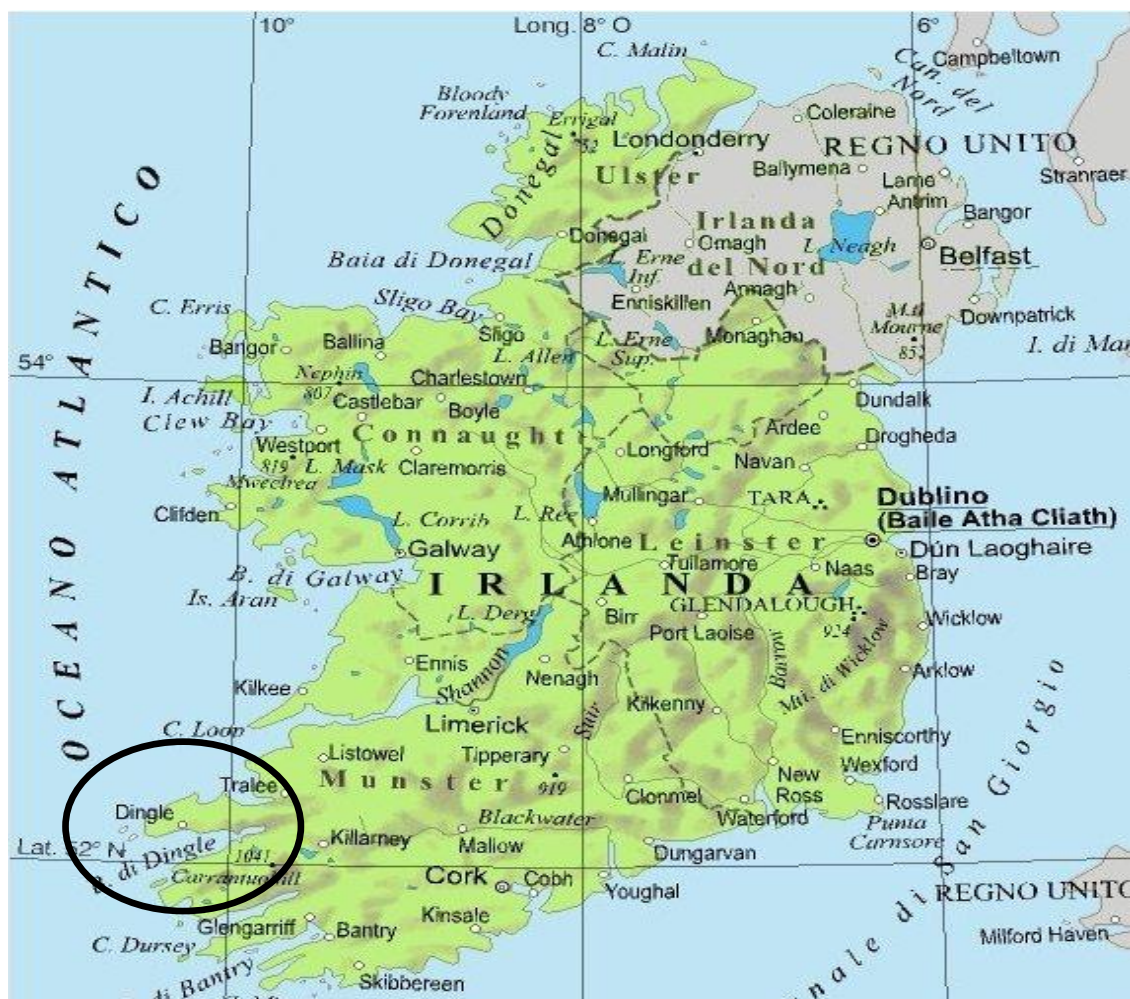 10°
Long. 8° O
6°
C. Malin
Campbeltown
Can. del
Nord
Bloody
Forenland
Errigal
752
Coleraine
Londonderry
REGNO UNITO
Donegal
Ulster
Ballymena
Larne
Stranraer
Antrim
Bangor
Irlanda
del Nord
Donegal
Omagh
L. Neagh
Belfast
Baia di Donegal
L. Erne
Inf.
Enniskillen
Armagh
Sligo Bay
C. Erris
Sligo
Monaghan
M.ti
Mourne
852
Downpatrick
Bangor
Ballina
L. Allen
L. Erne
Sup.
I. di Man
54°
Nephin
807
Charlestown
I. Achill
Castlebar
Boyle
Dundalk
Clew Bay
Ardee
Westport
Connaught
Longford
Drogheda
819
L. Mask
Claremorris
Navan
Mweelrea
Mullingar
TARA
Dublino
(Baile Atha Cliath)
Clifden
L. Corrib
L. Ree
Athlone
Leinster
Galway
Dún Laoghaire
Tullamore
Naas
B. di Galway
IRLANDA
Bray
Is. Aran
Birr
GLENDALOUGH
L. Derg
Port Laoise
924
Wicklow
Ennis
Shannon
Nenagh
Barrow
Mti. di Wicklow
Arklow
Kilkee
Suir
Kilkenny
Limerick
C. Loop
Enniscorthy
Listowel
Tipperary
Wexford
Tralee
Munster
919
New
Ross
Dingle
Clonmel
Rosslare
Blackwater
Waterford
Punta
Carnsore
Killarney
Mallow
Lat. 52° N
B. di Dingle
1041
Dungarvan
Carrantuohill
Cork
Cobh
Youghal
REGNO UNITO
Glengarriff
Kinsale
C. Dursey
Bantry
Milford Haven
di Bantry
Skibbereen
OCEANO ATLANTICO
nale di San Giorgio